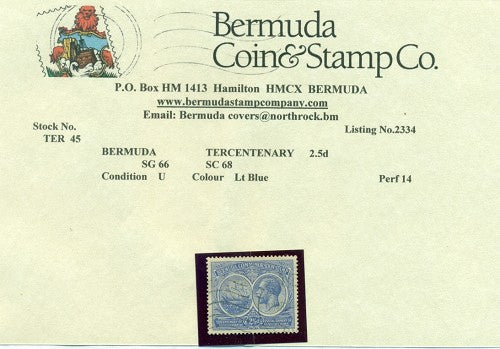 Bermuda
Coin&Stamp Co.
P.O. Box HM 1413 Hamilton HMCX BERMUDA
www.bermudastampcompany.com
Email: Bermuda covers@northrock.bm
Stock No.
Listing No.2334
TER 45
BERMUDA TERCENTENARY 2.5d
SG 66 SC 68
Condition U Colour Lt Blue Perf 14